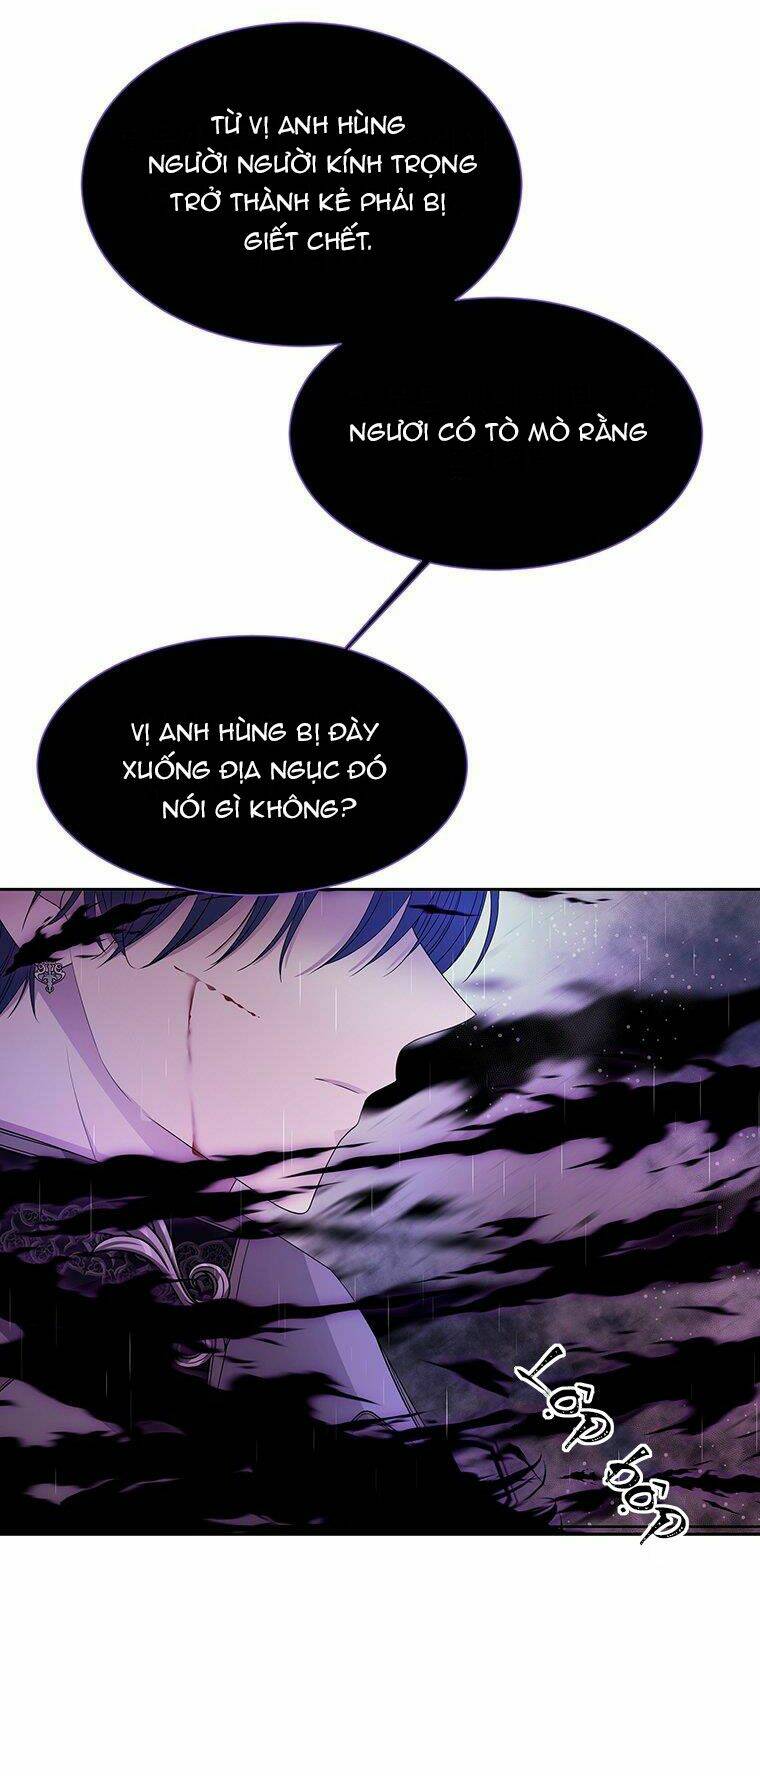 TỪ VỊ ANH HÙNG
NGƯỜI NGƯỜI KÍNH TRỌNG
TRỞ THÀNH KẺ PHẢI BỊ
GIẾT CHẾT.
NGƯƠI CÓ TÒ MÒ RẰNG
VỊ ANH HÙNG BỊ ĐÀY
XUỐNG ĐỊA NGỤC ĐÓ
NÓI GÌ KHÔNG?
LỘP
BỘP